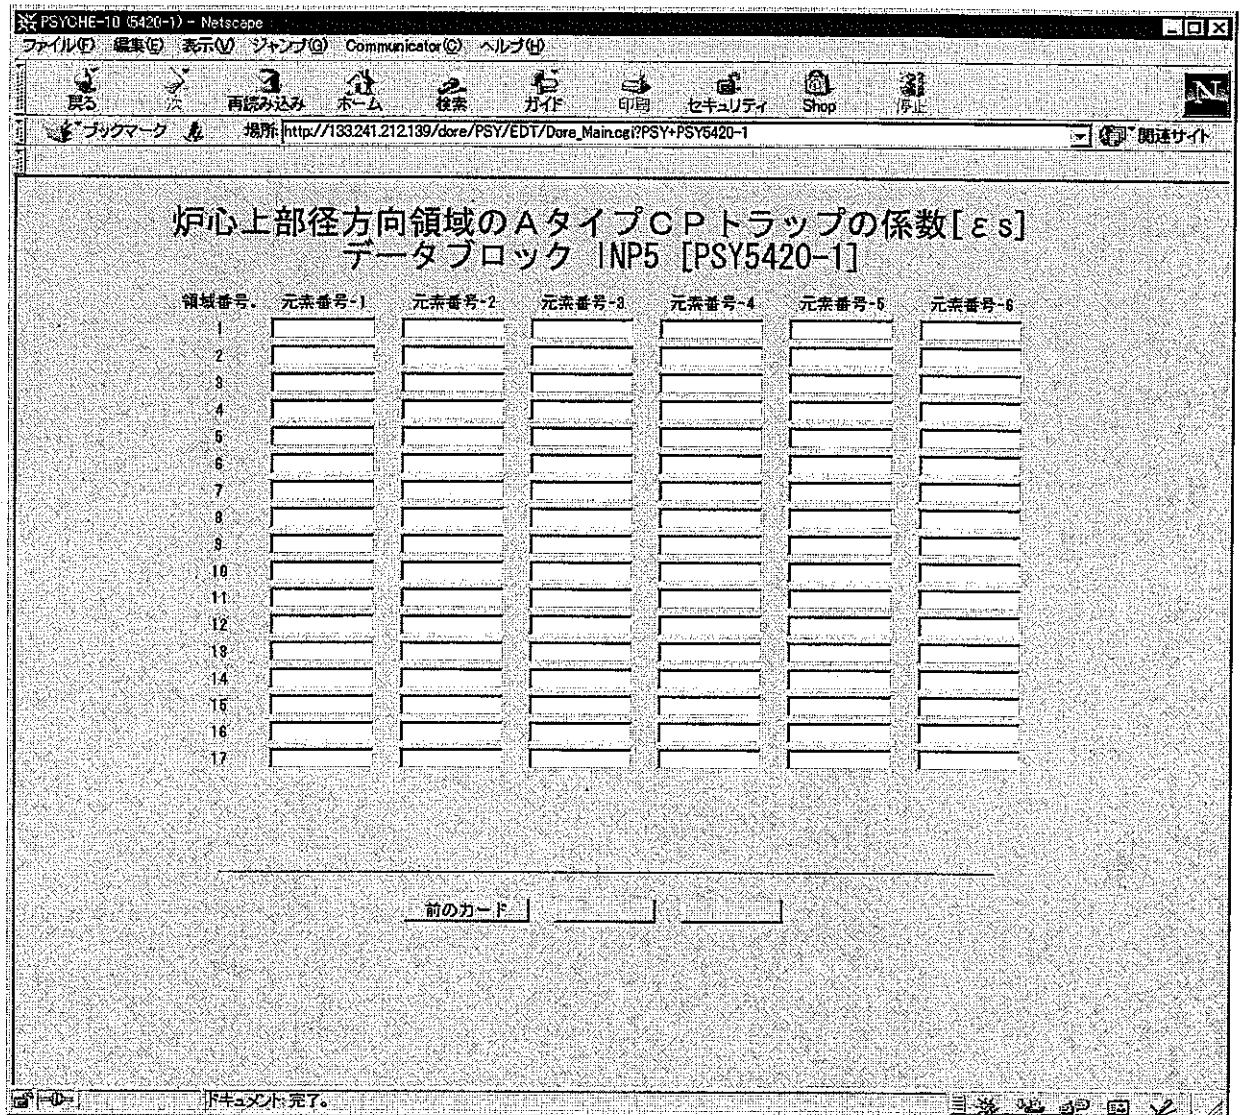 PSYCHE-10 (5420-1) - Netscape
ファイル(F) 編集(E) 表示(V) ジャンプ(G) Communicator(C) ヘルプ(H)
戻る 次 再読み込み ホーム 検索 ガイド 印刷 セキュリティ Shop 停止
N
ブックマーク 場所: http://133.241.212.139/dore/PSY/EDT/Dore_Main.cgi?PSY+PSY5420-1 関連サイト
炉心上部径方向領域のAタイプCPトラップの係数[εs]
データブロック INP5 [PSY5420-1]
領域番号. 元素番号-1 元素番号-2 元素番号-3 元素番号-4 元素番号-5 元素番号-6
1
2
3
4
5
6
7
8
9
10
11
12
13
14
15
16
17
前のカード
ドキュメント: 完了。